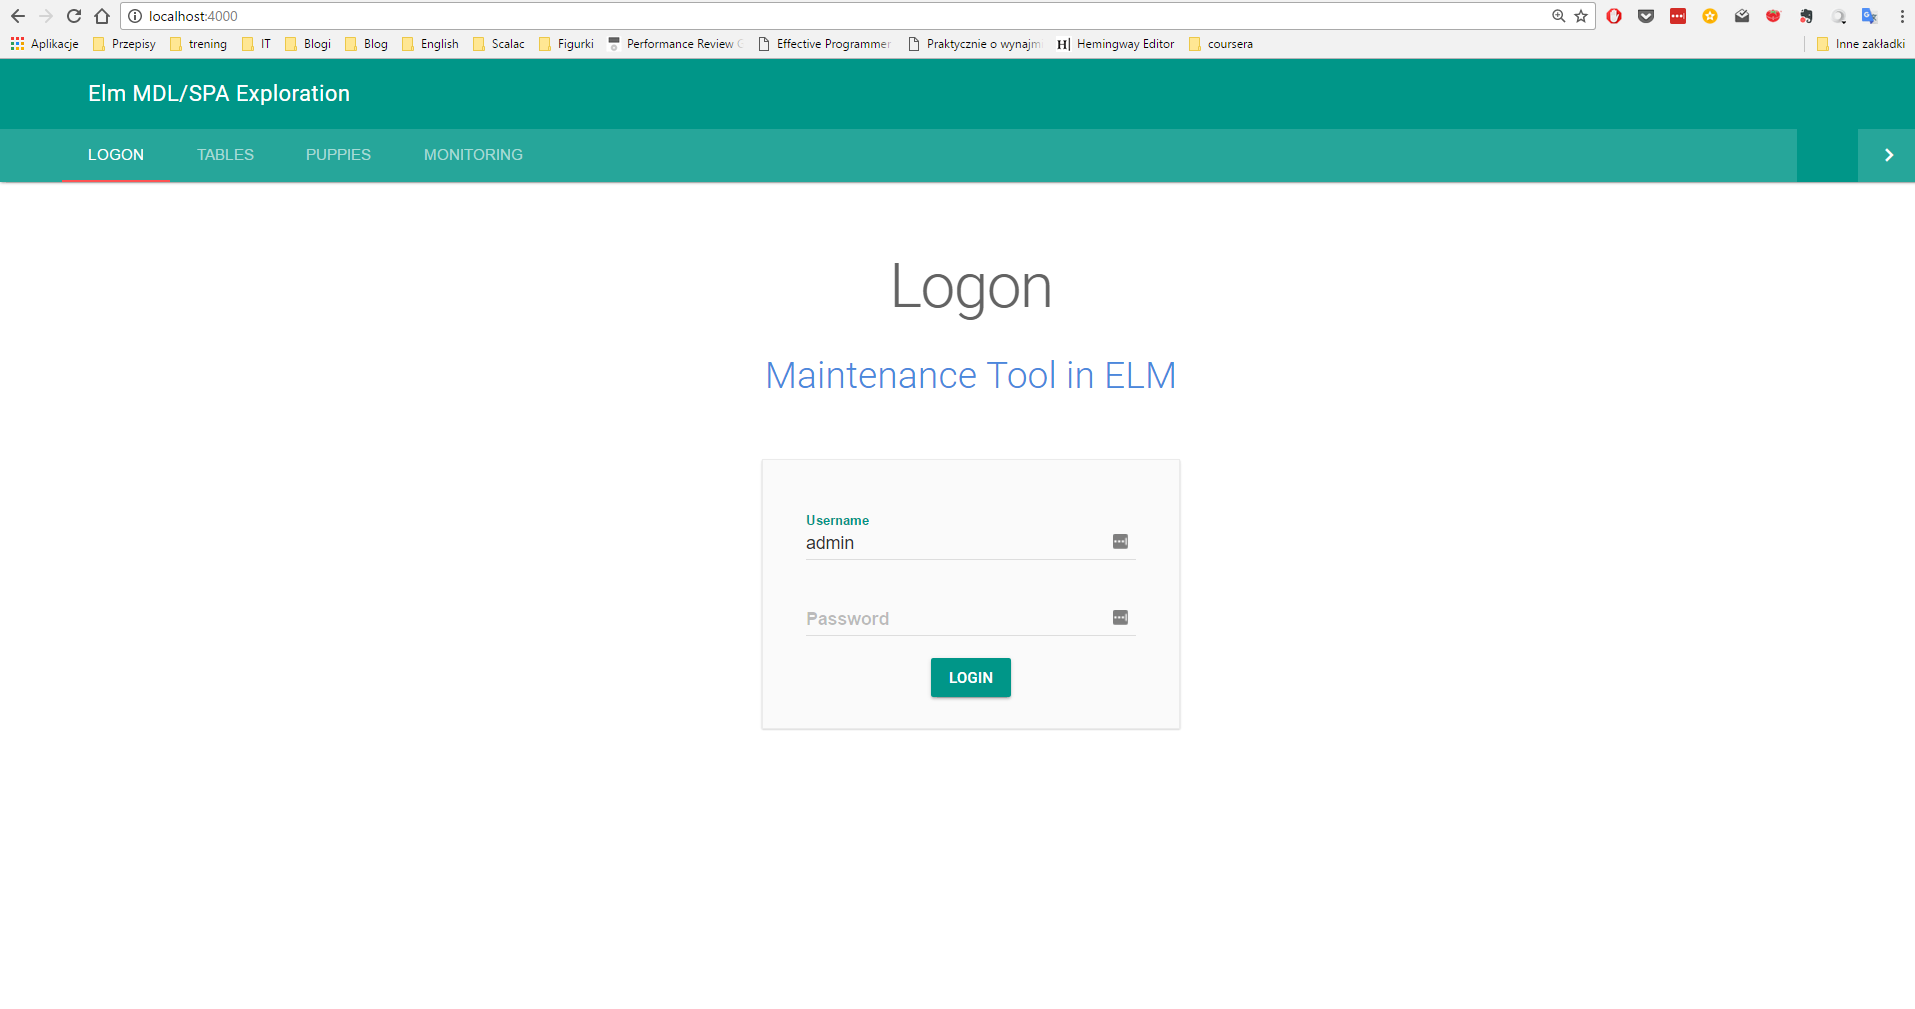 localhost:4000
Aplikacje Przepisy trening IT Blogi Blog English Scalac Figurki Performance Review Effective Programmer Praktycznie o Hemingway Editor coursera Inne zakładki
Elm MDL/SPA Exploration
LOGON TABLES PUPPIES MONITORING
Logon
Maintenance Tool in ELM
Username
admin
Password
LOGIN